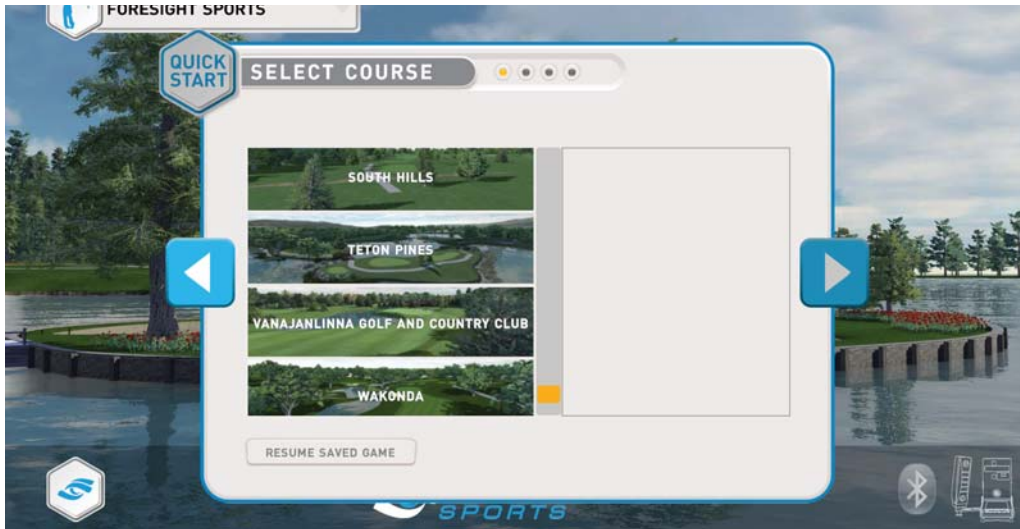 FORESIGHT SPORTS
QUICK
START
SELECT COURSE
SOUTH HILLS
TETON PINES
VANAJANLINNA GOLF AND COUNTRY CLUB
WAKONDA
RESUME SAVED GAME
SPORTS